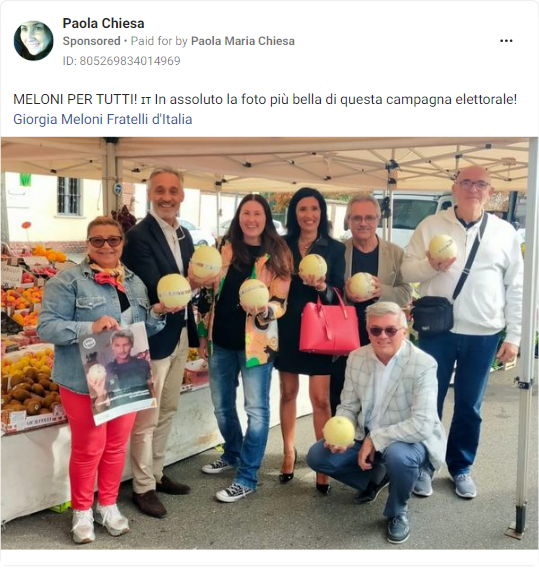 Paola Chiesa
Sponsored • Paid for by Paola Maria Chiesa
ID: 805269834014969
MELONI PER TUTTI! ɪᴛ In assoluto la foto più bella di questa campagna elettorale!
Giorgia Meloni Fratelli d'Italia